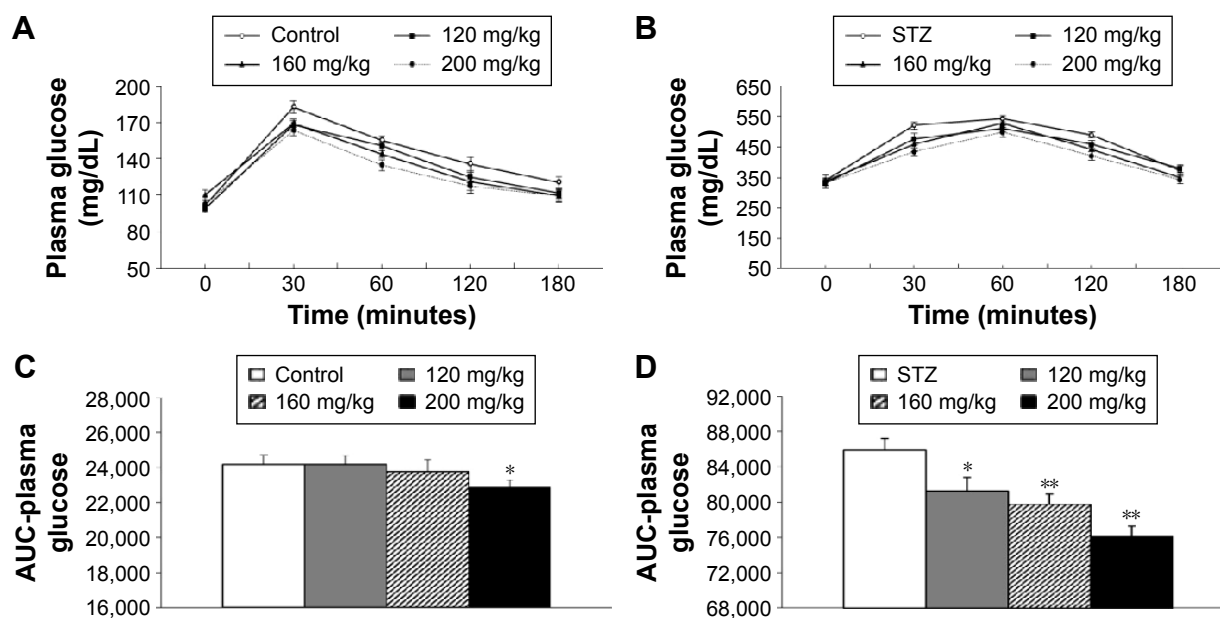 A
Control
120 mg/kg
160 mg/kg
200 mg/kg
Plasma glucose
(mg/dL)
200
170
140
110
80
50
0
30
60
120
180
Time (minutes)
B
STZ
120 mg/kg
160 mg/kg
200 mg/kg
Plasma glucose
(mg/dL)
650
550
450
350
250
150
50
0
30
60
120
180
Time (minutes)
C
Control
120 mg/kg
160 mg/kg
200 mg/kg
AUC-plasma
glucose
28,000
26,000
24,000
22,000
20,000
18,000
16,000
*
D
STZ
120 mg/kg
160 mg/kg
200 mg/kg
AUC-plasma
glucose
92,000
88,000
84,000
80,000
76,000
72,000
68,000
*
**
**